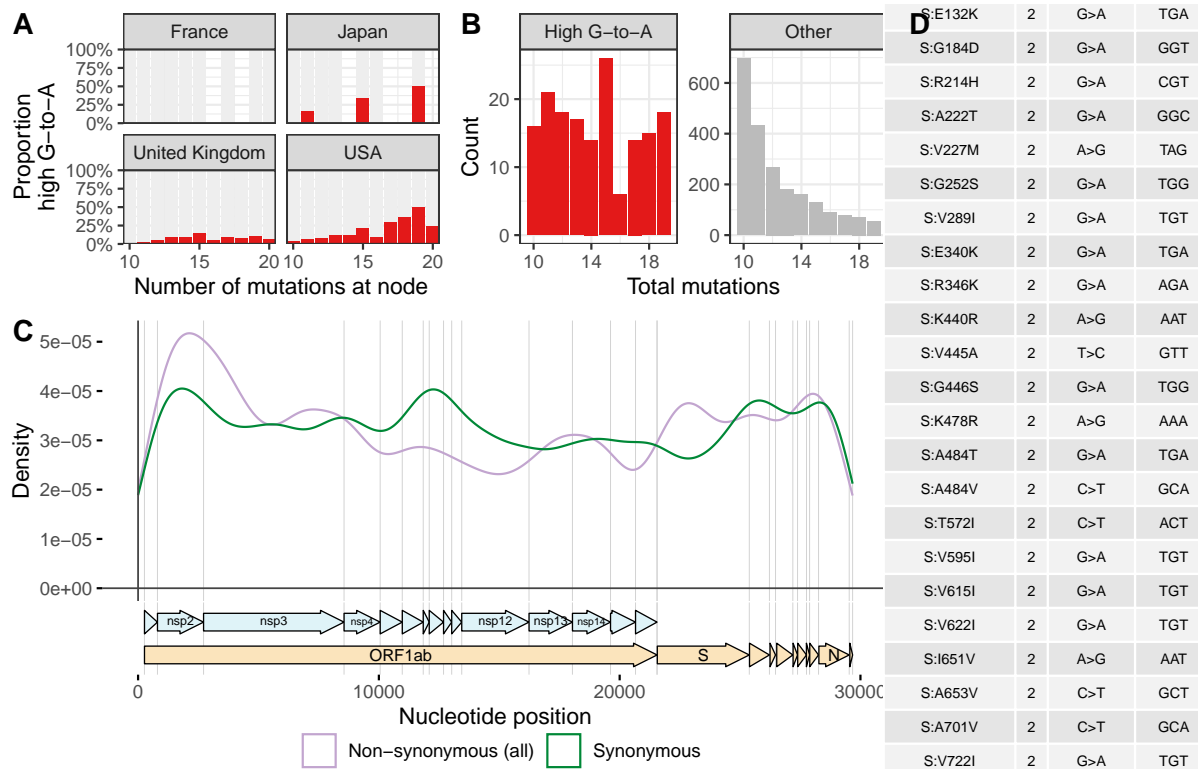 A
France
Japan
100%
75%
50%
25%
0%
United Kingdom
USA
100%
75%
50%
25%
0%
Proportion
high G−to−A
10
15
20
10
15
20
Number of mutations at node
B
High G−to−A
Other
Count
20
10
0
600
400
200
0
10
14
18
10
14
18
Total mutations
C
Density
5e−05
4e−05
3e−05
2e−05
1e−05
0e+00
nsp2
nsp3
nsp4
nsp12
nsp13
nsp14
ORF1ab
S
N
0
10000
20000
30000
Nucleotide position
Non−synonymous (all)
Synonymous
D
S:E132K 2 G>A TGA
S:G184D 2 G>A GGT
S:R214H 2 G>A CGT
S:A222T 2 G>A GGC
S:V227M 2 A>G TAG
S:G252S 2 G>A TGG
S:V289I 2 G>A TGT
S:E340K 2 G>A TGA
S:R346K 2 G>A AGA
S:K440R 2 A>G AAT
S:V445A 2 T>C GTT
S:G446S 2 G>A TGG
S:K478R 2 A>G AAA
S:A484T 2 G>A TGA
S:A484V 2 C>T GCA
S:T572I 2 C>T ACT
S:V595I 2 G>A TGT
S:V615I 2 G>A TGT
S:V622I 2 G>A TGT
S:I651V 2 A>G AAT
S:A653V 2 C>T GCT
S:A701V 2 C>T GCA
S:V722I 2 G>A TGT